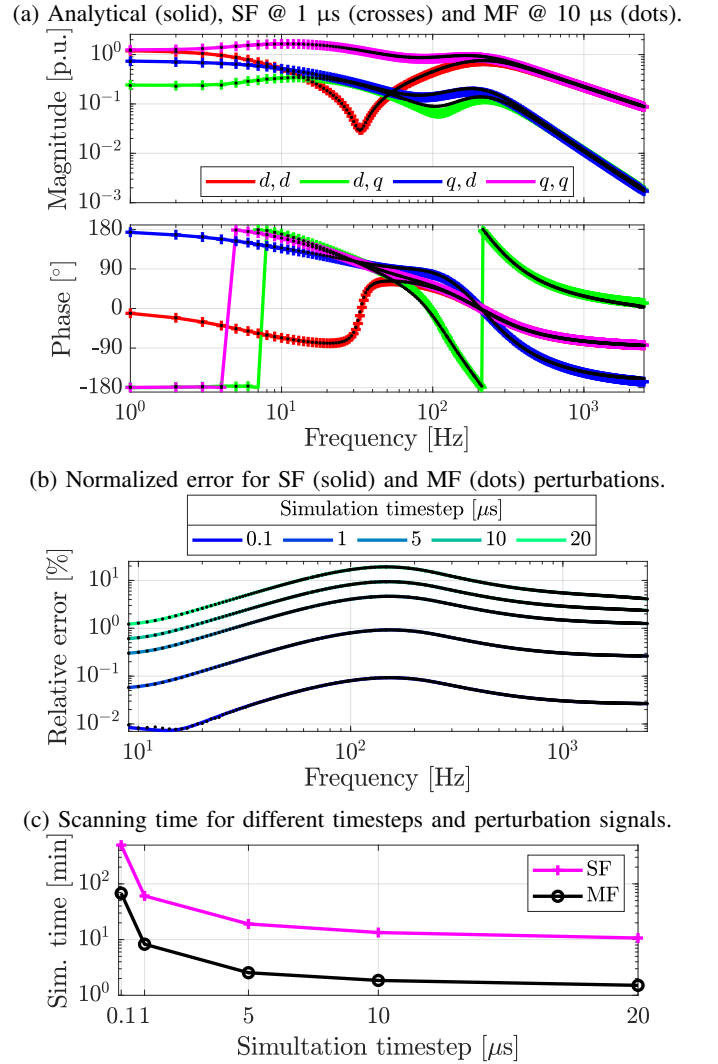 (a) Analytical (solid), SF @ 1 μs (crosses) and MF @ 10 μs (dots).
Magnitude [p.u.]
10^1
10^0
10^-1
10^-2
10^-3
d, d d, q q, d q, q
Phase [°]
180
90
0
-90
-180
10^0 10^1 10^2 10^3
Frequency [Hz]
(b) Normalized error for SF (solid) and MF (dots) perturbations.
Simulation timestep [μs]
0.1 1 5 10 20
Relative error [%]
10^1
10^0
10^-1
10^-2
10^1 10^2 10^3
Frequency [Hz]
(c) Scanning time for different timesteps and perturbation signals.
Sim. time [min]
10^2
10^1
10^0
SF
MF
0.1 1 5 10 20
Simultation timestep [μs]